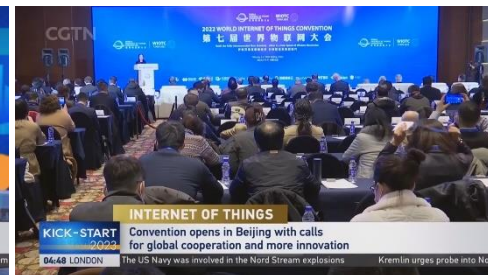 CGTN
2022 WORLD INTERNET OF THINGS CONVENTION
第七届世界物联网大会
INTERNET OF THINGS
KICK-START
2023
Convention opens in Beijing with calls
for global cooperation and more innovation
04:48 LONDON
The US Navy was involved in the Nord Stream explosions
Kremlin urges probe into No